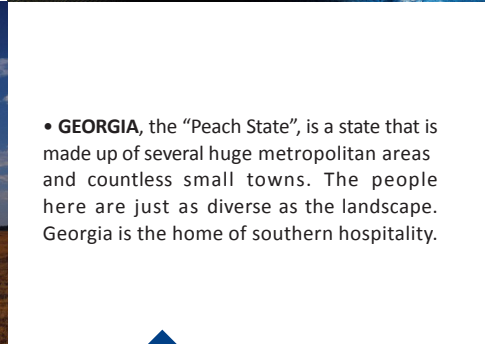 • GEORGIA, the “Peach State”, is a state that is
made up of several huge metropolitan areas
and countless small towns. The people
here are just as diverse as the landscape.
Georgia is the home of southern hospitality.